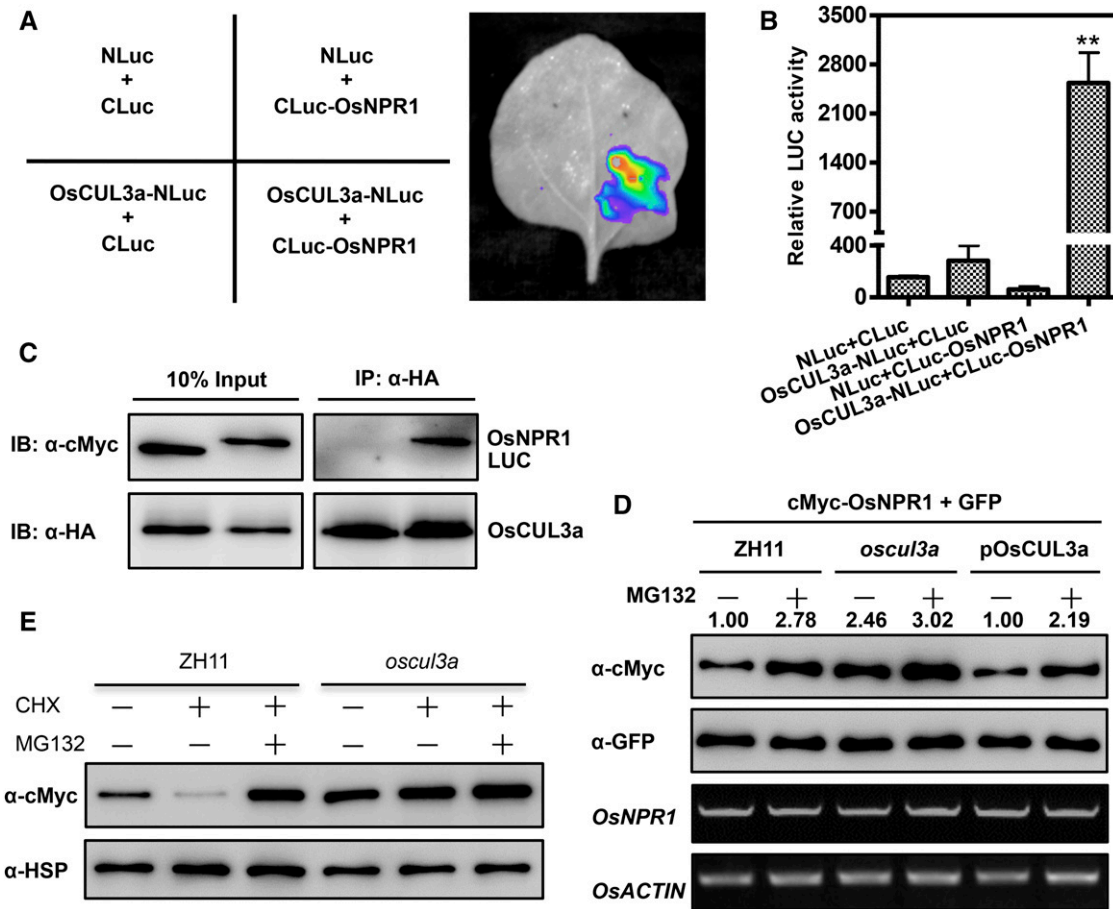 A
NLuc
+
CLuc
NLuc
+
CLuc-OsNPR1
OsCUL3a-NLuc
+
CLuc
OsCUL3a-NLuc
+
CLuc-OsNPR1
B
Relative LUC activity
3500
2800
2100
1400
700
400
0
**
NLuc+CLuc
OsCUL3a-NLuc+CLuc
NLuc+CLuc-OsNPR1
OsCUL3a-NLuc+CLuc-OsNPR1
C
10% Input IP: α-HA
IB: α-cMyc OsNPR1
LUC
IB: α-HA OsCUL3a
D
cMyc-OsNPR1 + GFP
ZH11 oscul3a pOsCUL3a
MG132 — + — + — +
1.00 2.78 2.46 3.02 1.00 2.19
α-cMyc
α-GFP
OsNPR1
OsACTIN
E
ZH11 oscul3a
CHX — + + — + +
MG132 — — + — — +
α-cMyc
α-HSP